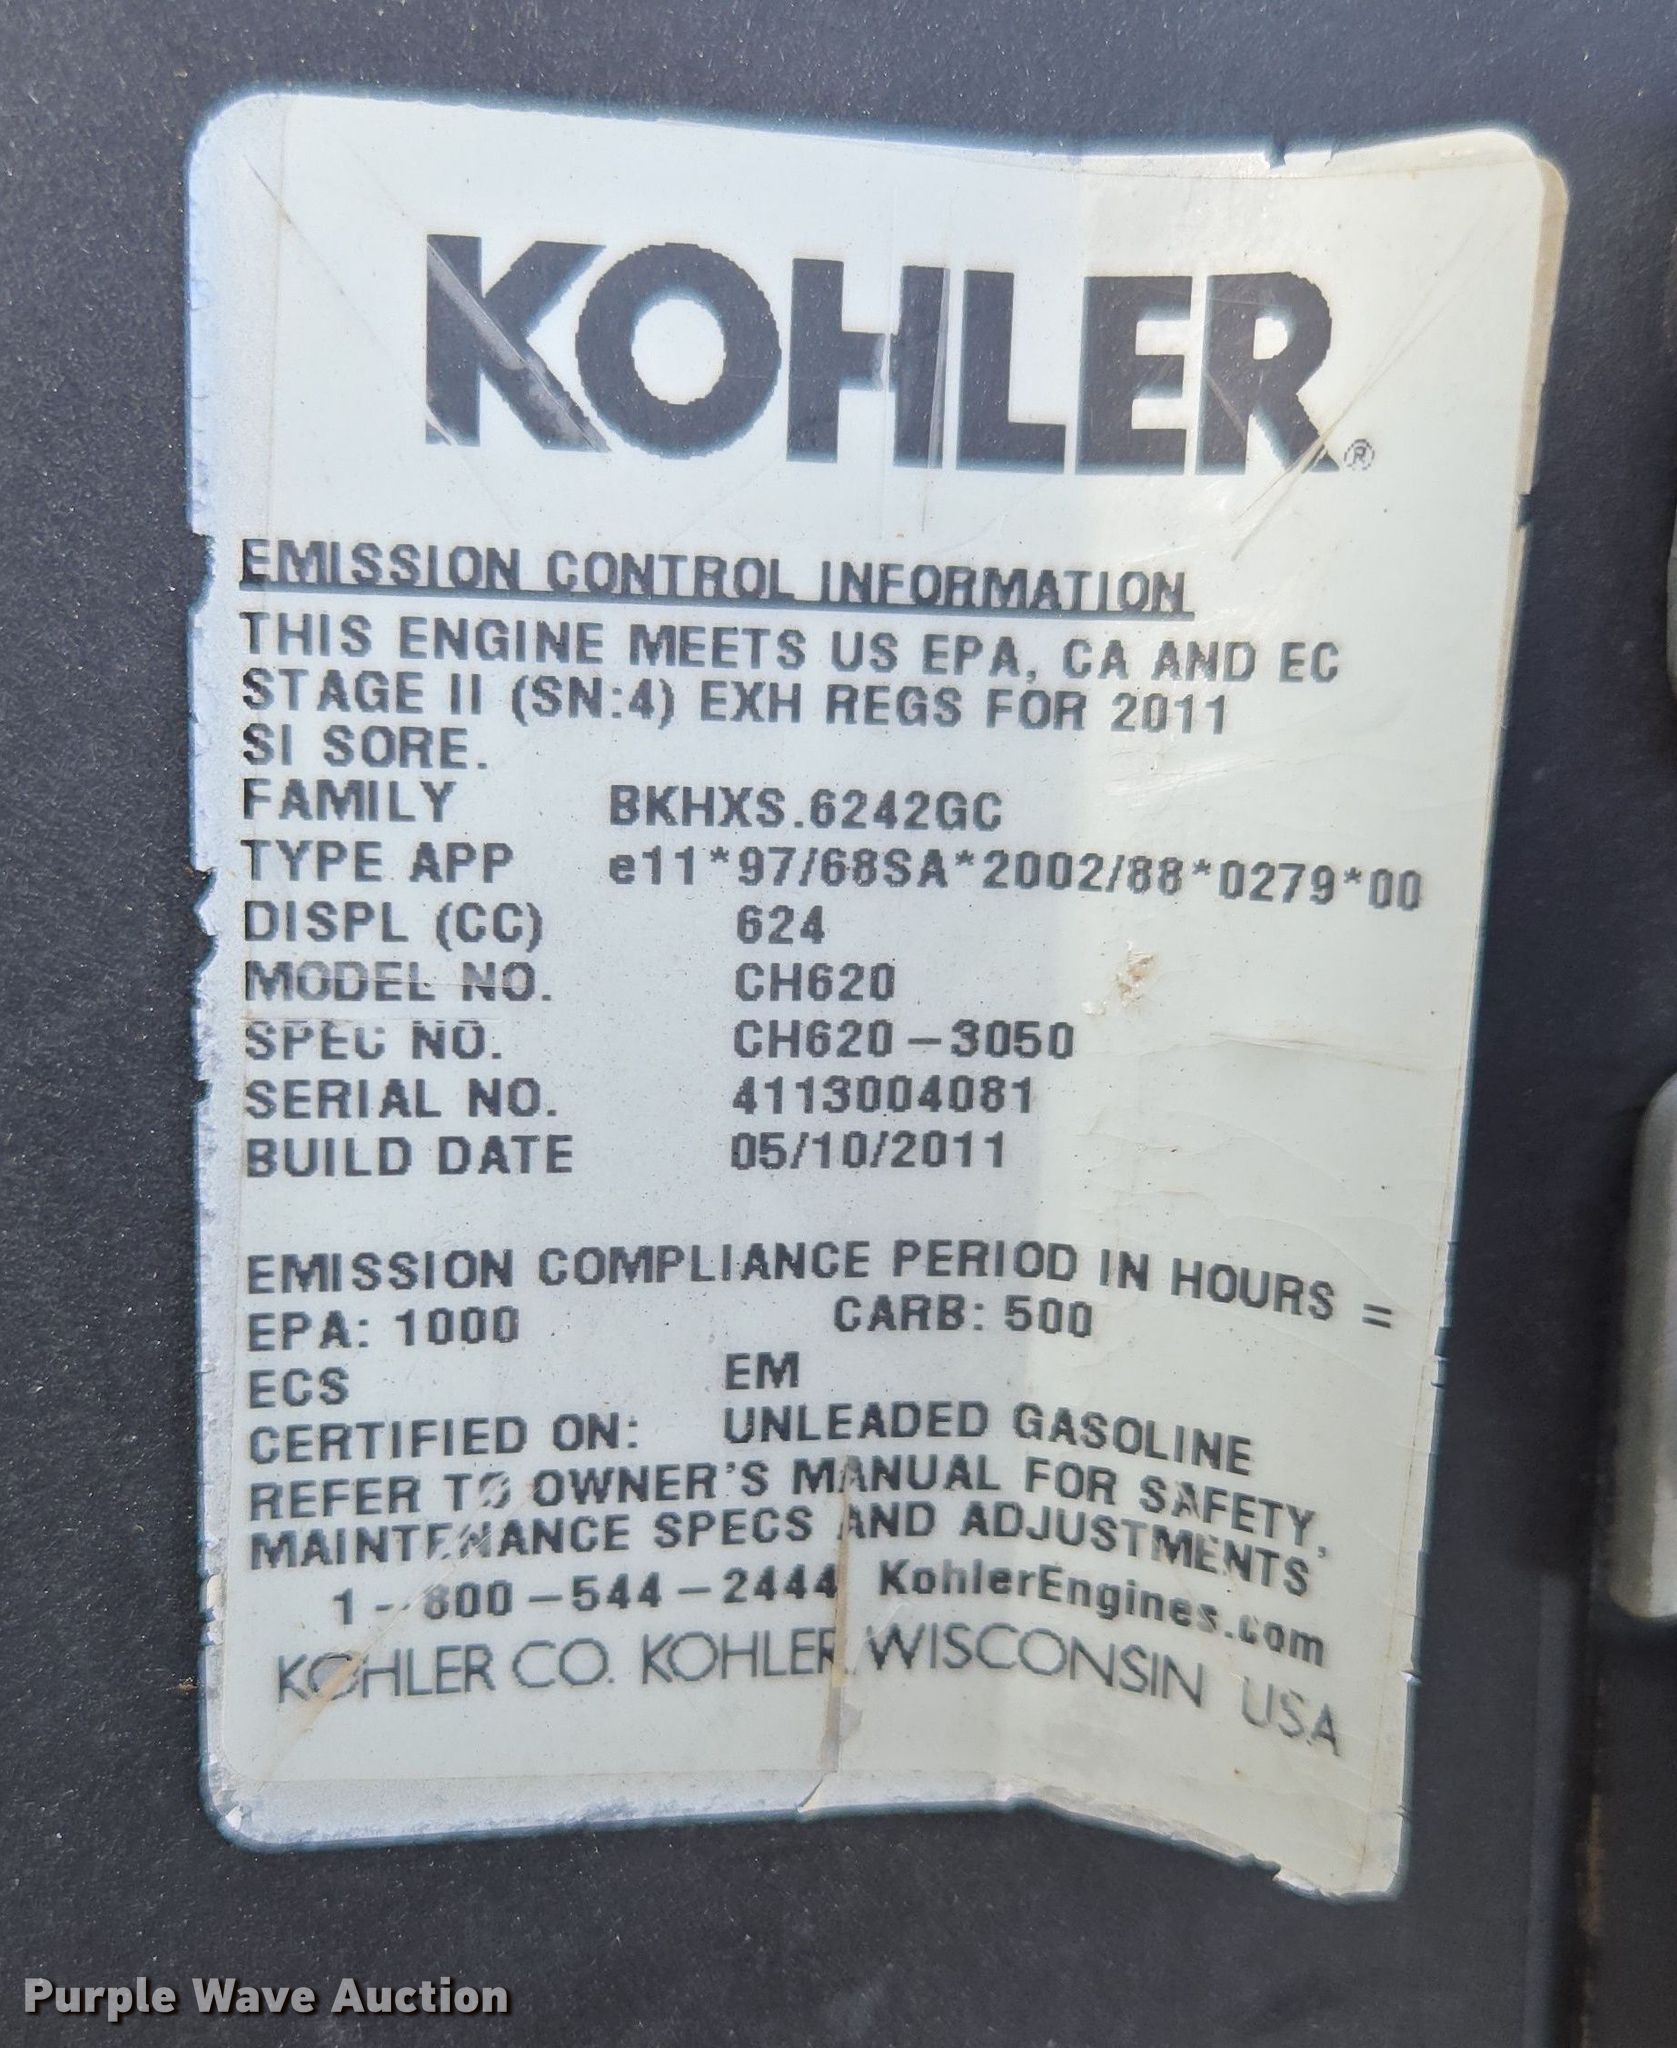 KOHLER®
EMISSION CONTROL INFORMATION
THIS ENGINE MEETS US EPA, CA AND EC
STAGE II (SN:4) EXH REGS FOR 2011
SI SORE.
FAMILY BKHXS.6242GC
TYPE APP e11*97/68SA*2002/88*0279*00
DISPL (CC) 624
MODEL NO. CH620
SPEC NO. CH620-3050
SERIAL NO. 4113004081
BUILD DATE 05/10/2011
EMISSION COMPLIANCE PERIOD IN HOURS =
EPA: 1000 CARB: 500
ECS EM
CERTIFIED ON: UNLEADED GASOLINE
REFER TO OWNER'S MANUAL FOR SAFETY,
MAINTENANCE SPECS AND ADJUSTMENTS
1-800-544-2444 KohlerEngines.com
KOHLER CO. KOHLER, WISCONSIN USA
Purple Wave Auction